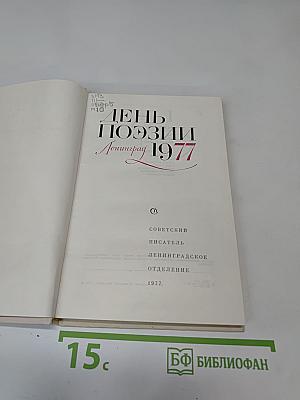 ДЕНЬ
ПОЭЗИИ
Ленинград 1977
СОВЕТСКИЙ
ПИСАТЕЛЬ
ЛЕНИНГРАДСКОЕ
ОТДЕЛЕНИЕ
1977
15с
БФ БИБЛИОФАН